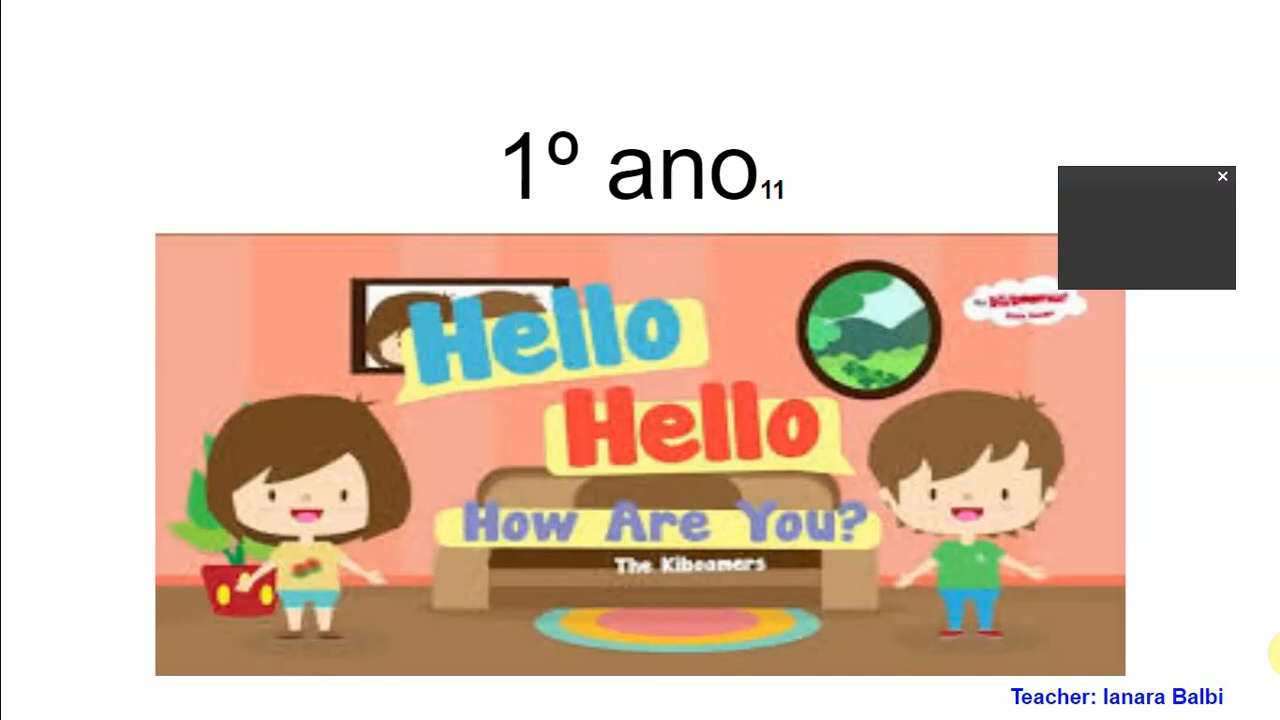 1º ano11
Hello
Hello
How Are You?
The Kiboomers
Teacher: Ianara Balbi